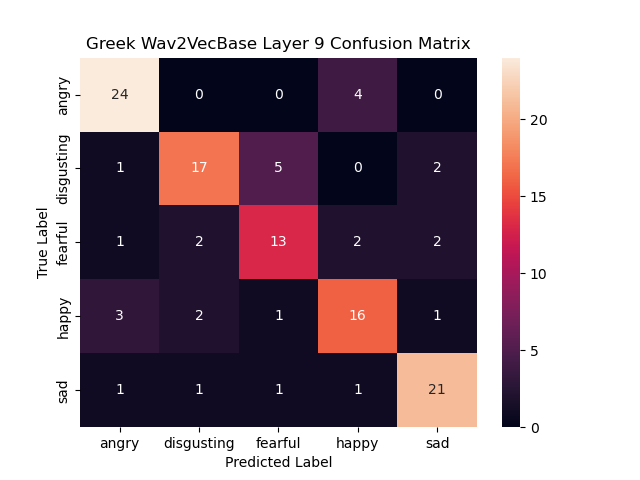 Greek Wav2VecBase Layer 9 Confusion Matrix
True Label
angry 24 0 0 4 0
disgusting 1 17 5 0 2
fearful 1 2 13 2 2
happy 3 2 1 16 1
sad 1 1 1 1 21
angry disgusting fearful happy sad
Predicted Label
20
15
10
5
0